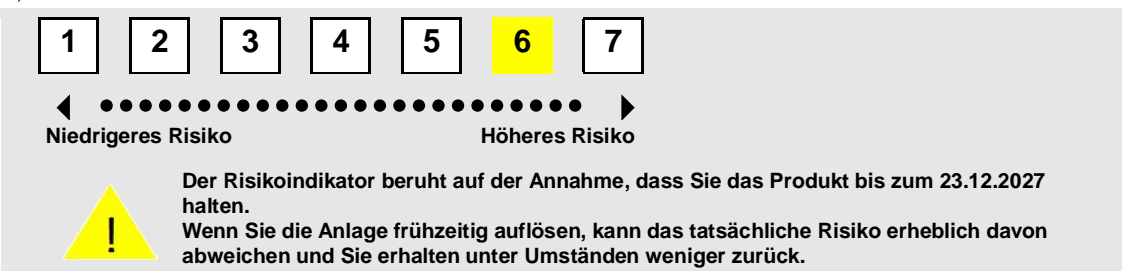 1 2 3 4 5 6 7
Niedrigeres Risiko Höheres Risiko
Der Risikoindikator beruht auf der Annahme, dass Sie das Produkt bis zum 23.12.2027
halten.
Wenn Sie die Anlage frühzeitig auflösen, kann das tatsächliche Risiko erheblich davon
abweichen und Sie erhalten unter Umständen weniger zurück.
!